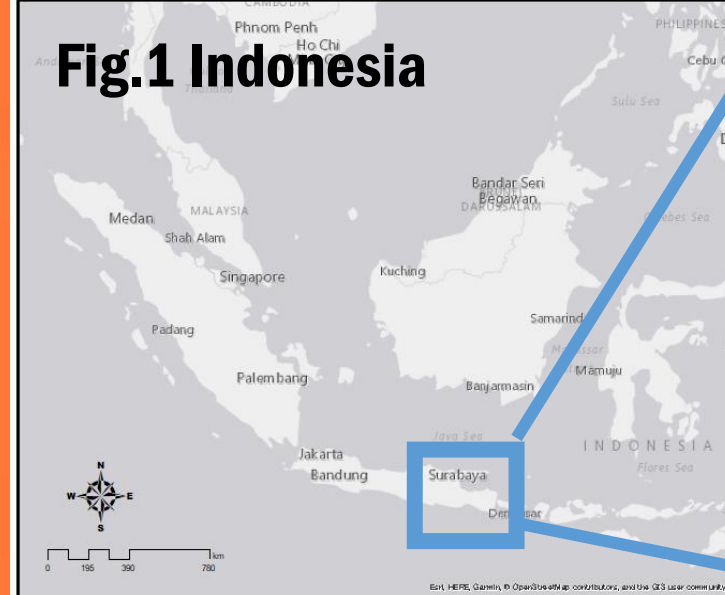 CAMBODIA
Phnom Penh
Ho Chi
Fig.1 Indonesia
PHILIPPINES
Cebu
Sulu Sea
Bandar Seri
Begawan
DARUSSALAM
Medan
MALAYSIA
Shah Alam
Singapore
Kuching
Samarind
Padang
Mamuju
Palembang
Banjarmasin
Java Sea
INDONESIA
Jakarta
Bandung
Surabaya
Flores Sea
N
W
E
S
km
0
195
390
780
Esri, HERE, Garmin, © OpenStreetMap contributors, and the GIS user community